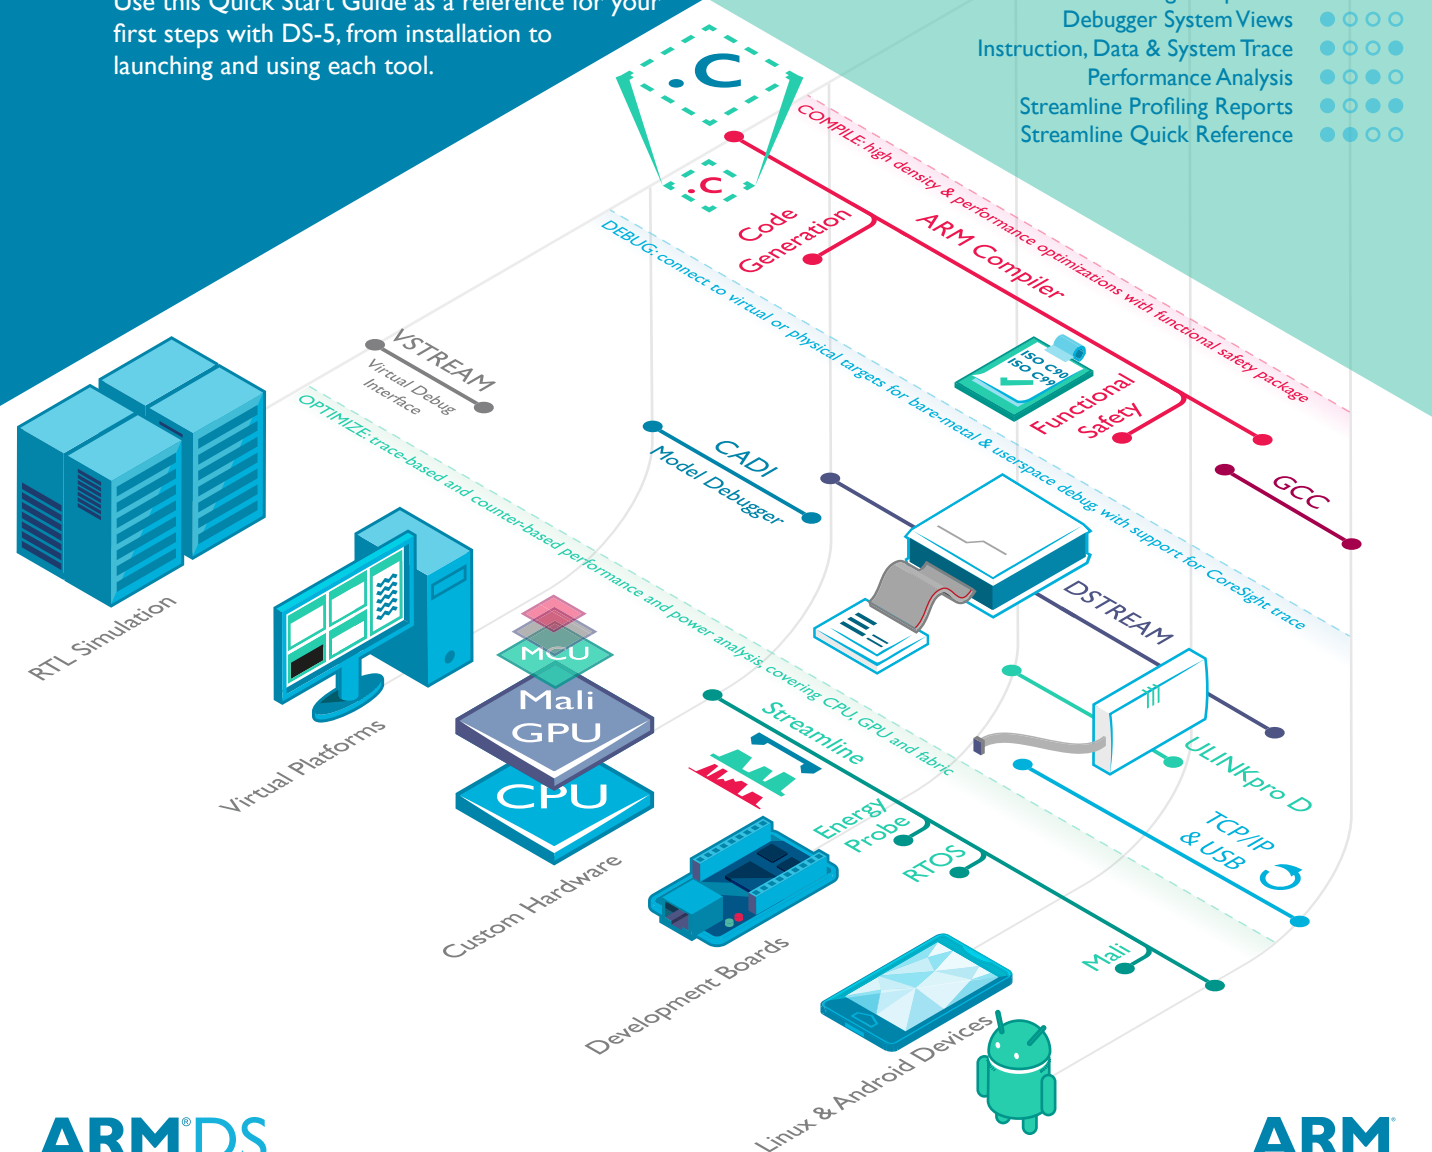 Use this Quick Start Guide as a reference for your
first steps with DS-5, from installation to
launching and using each tool.
Debugger System Views
Instruction, Data & System Trace
Performance Analysis
Streamline Profiling Reports
Streamline Quick Reference
.C
.C
COMPILE: high density & performance optimizations with functional safety package
Code
Generation
ARM Compiler
DEBUG: connect to virtual or physical targets for bare-metal & userspace debug, with support for CoreSight trace
VSTREAM
Virtual Debug
Interface
ISO C90
ISO C99
Functional
Safety
OPTIMIZE: trace-based and counter-based performance and power analysis, covering CPU, GPU and fabric
CADI
Model Debugger
GCC
DSTREAM
RTL Simulation
MCU
Mali
GPU
CPU
Streamline
ULINKpro D
Virtual Platforms
Energy
Probe
RTOS
TCP/IP
& USB
Custom Hardware
Mali
Development Boards
Linux & Android Devices
ARM® DS
ARM®